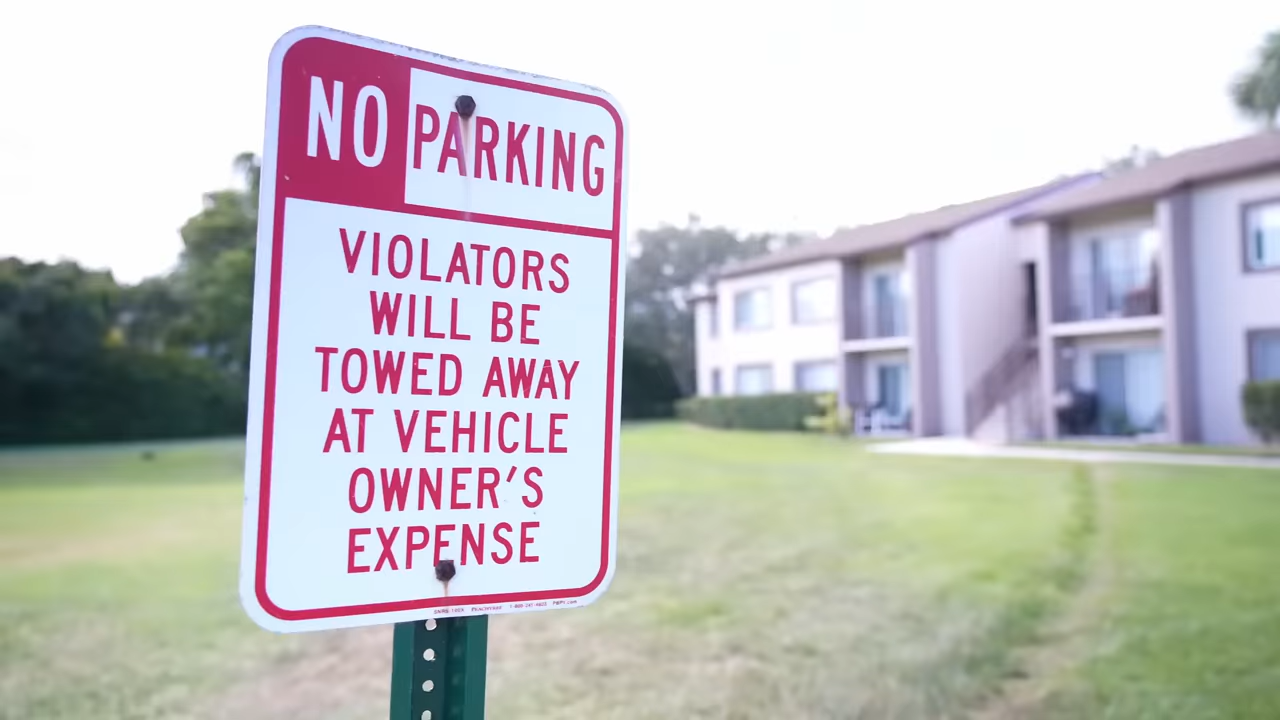 NO PARKING
VIOLATORS
WILL BE
TOWED AWAY
AT VEHICLE
OWNER'S
EXPENSE